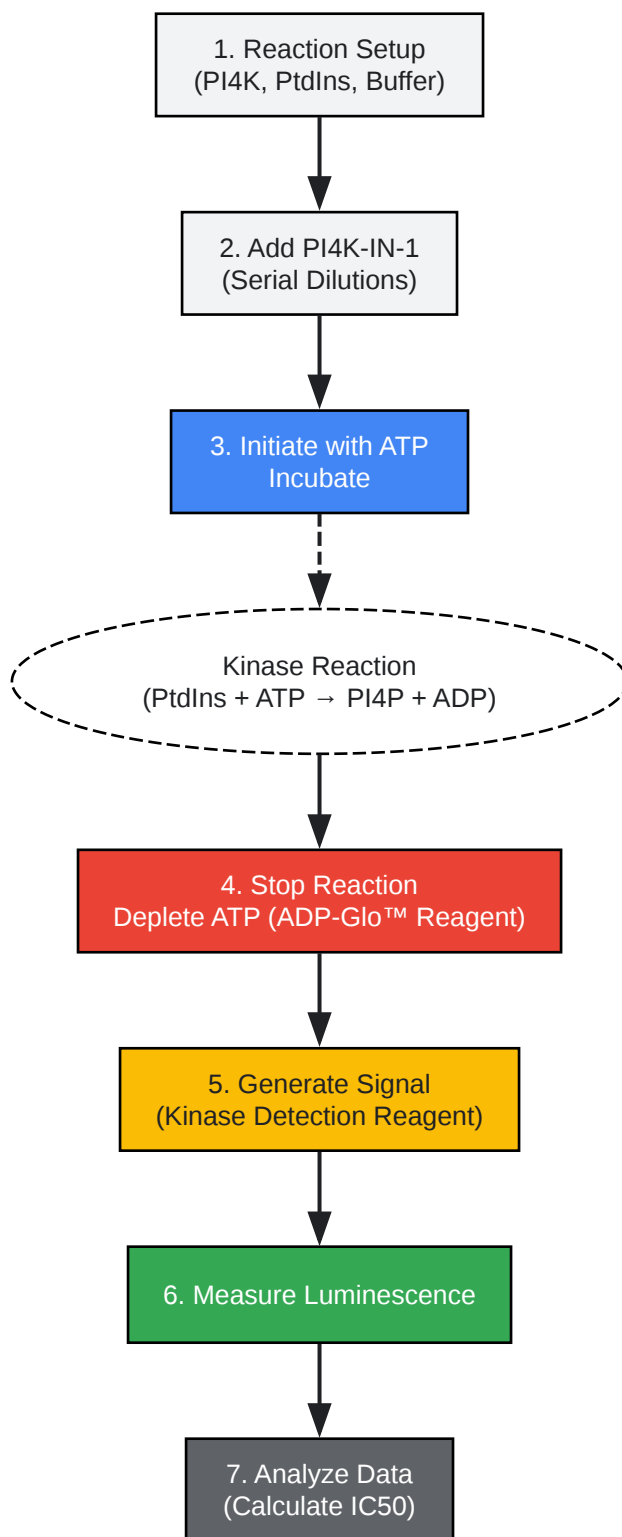 1. Reaction Setup
(PI4K, PtdIns, Buffer)
2. Add PI4K-IN-1
(Serial Dilutions)
3. Initiate with ATP
Incubate
Kinase Reaction
(PtdIns + ATP → PI4P + ADP)
4. Stop Reaction
Deplete ATP (ADP-Glo™ Reagent)
5. Generate Signal
(Kinase Detection Reagent)
6. Measure Luminescence
7. Analyze Data
(Calculate IC50)